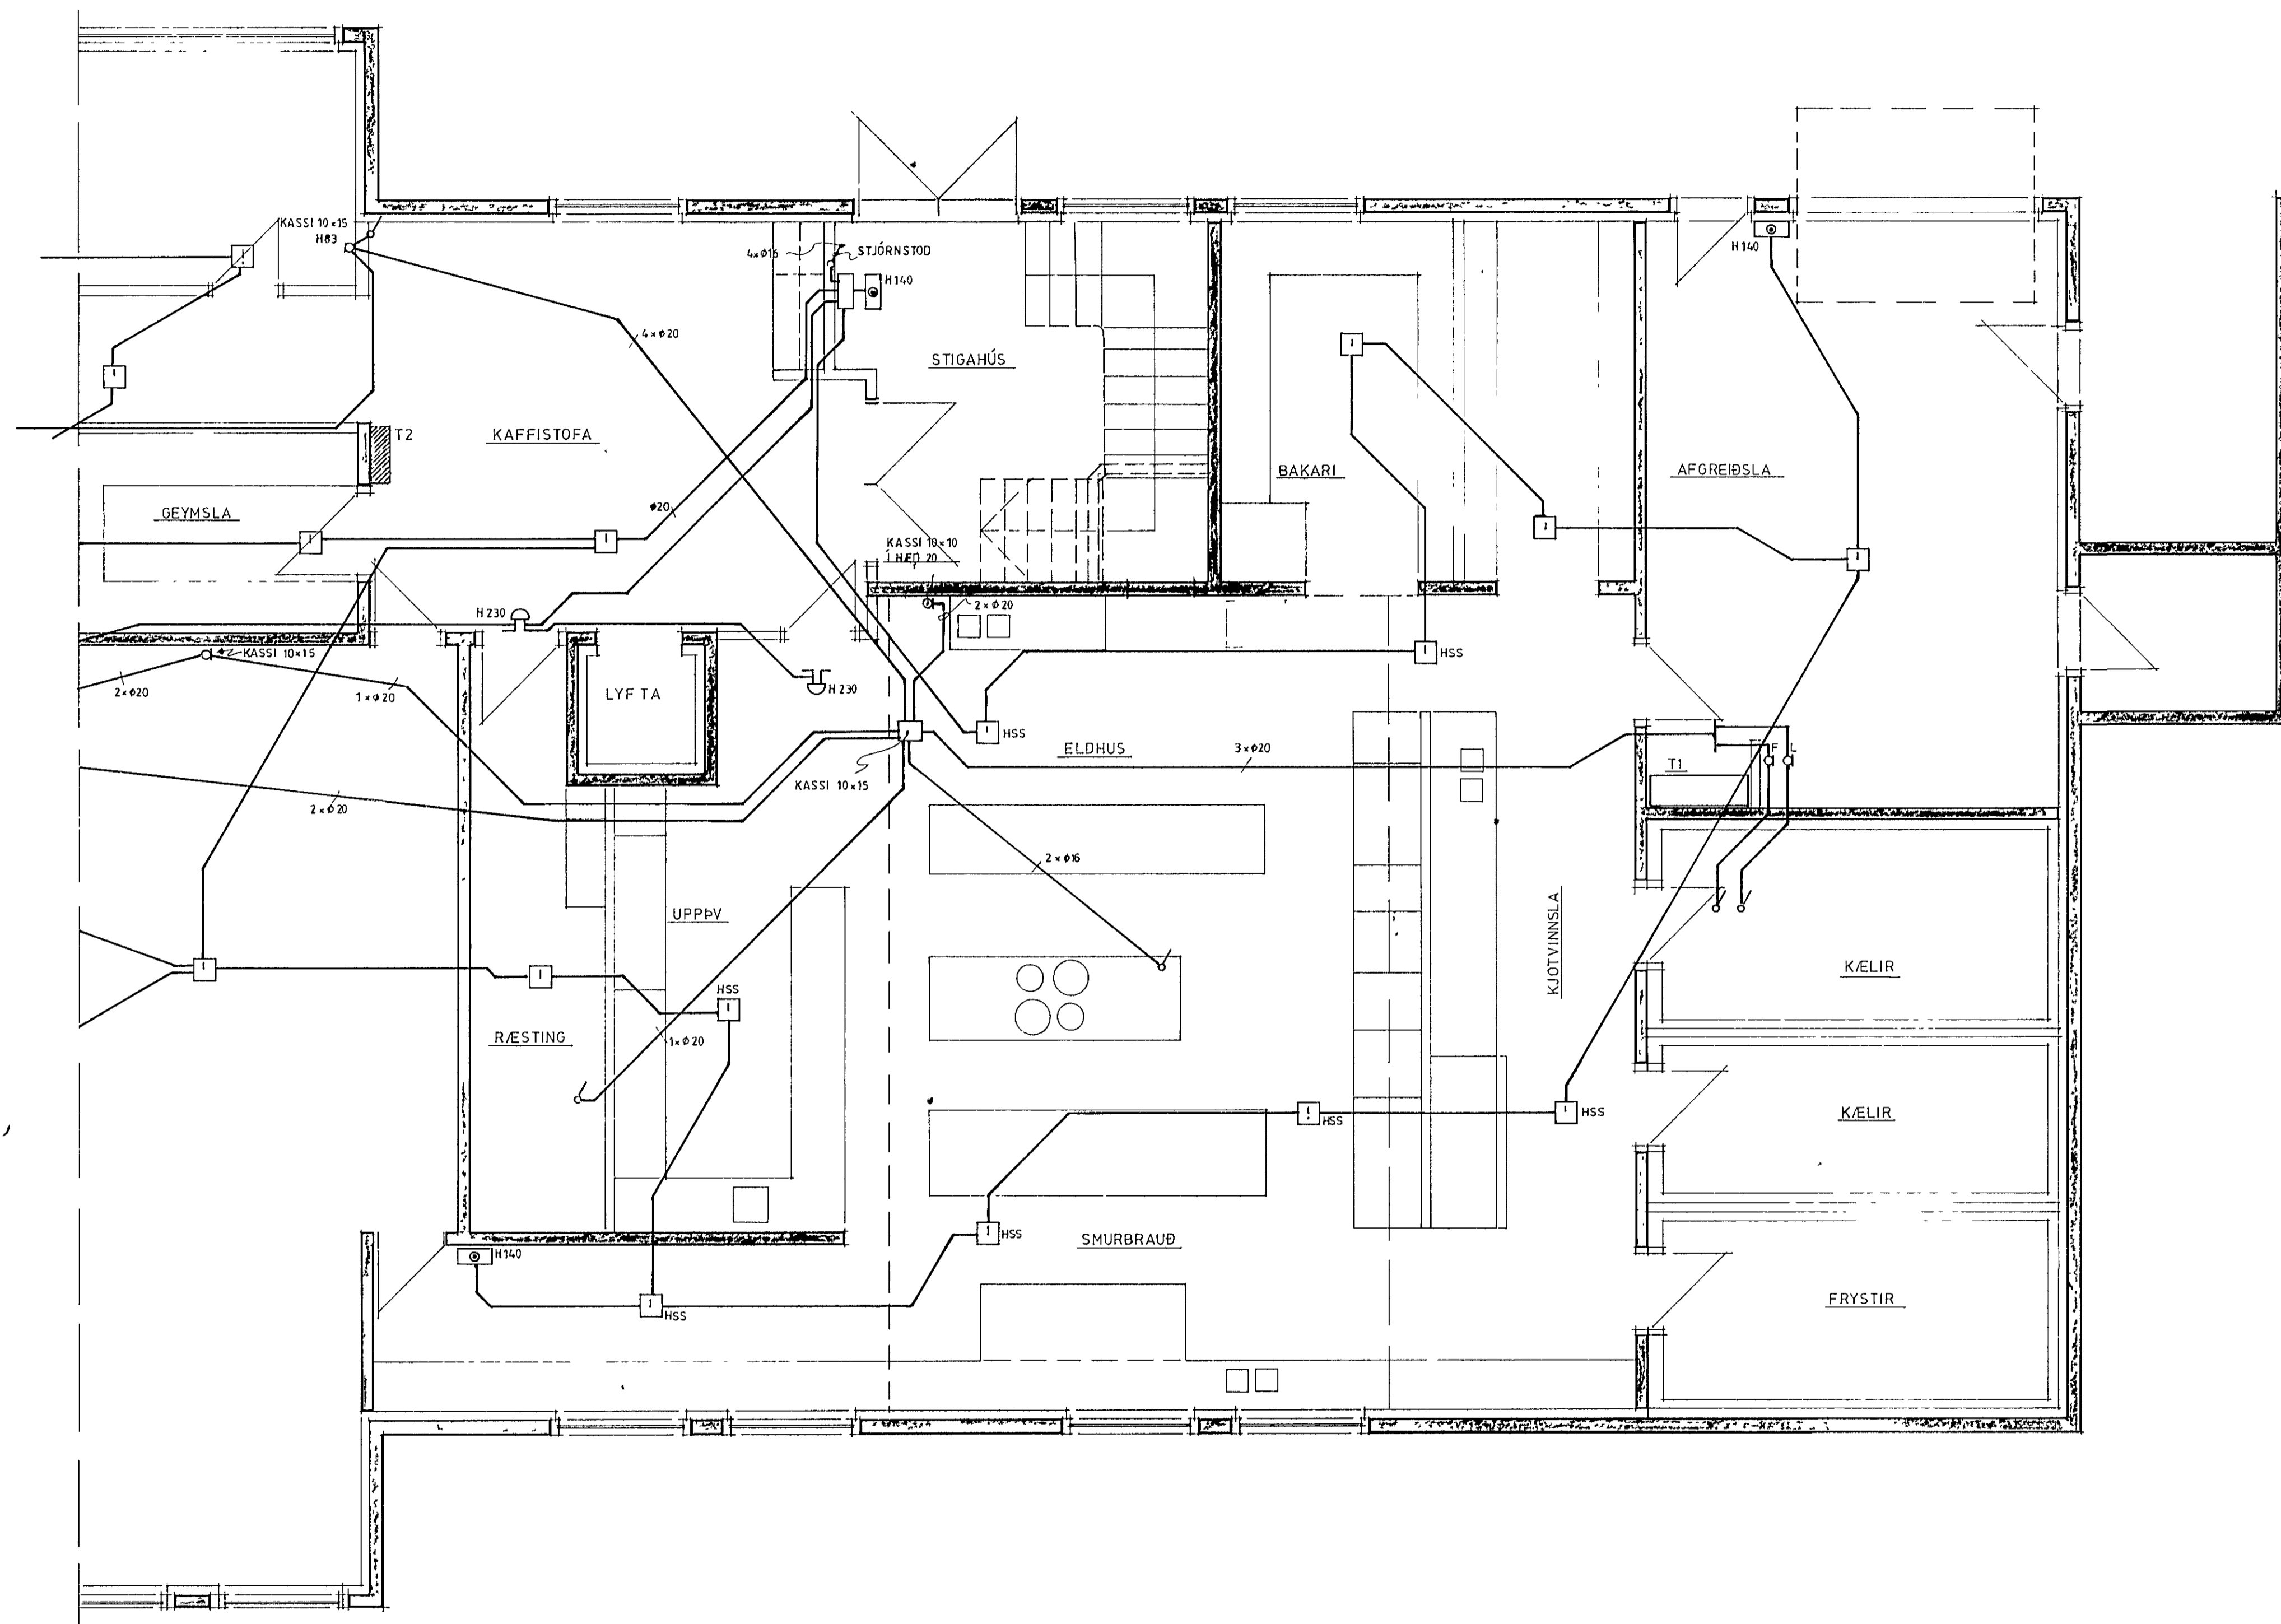 KASSI 10×15
H83
4×Ø16
STJÓRNSTOD
H140
H140
4×Ø20
STIGAHÚS
T2
KAFFISTOFA
BAKARI
AFGREIÐSLA
GEYMSLA
Ø20
KASSI 10×10
Í HÆÐ 20
2×Ø20
H 230
KASSI 10×15
HSS
2×Ø20
1×Ø20
LYFTA
H 230
HSS
ELDHUS
3×Ø20
F
L
T1
KASSI 10×15
2×Ø20
2×Ø16
UPPÞV
KJOTVINNSLA
KÆLIR
HSS
RÆSTING
1×Ø20
HSS
HSS
KÆLIR
HSS
SMURBRAUÐ
H140
FRYSTIR
HSS